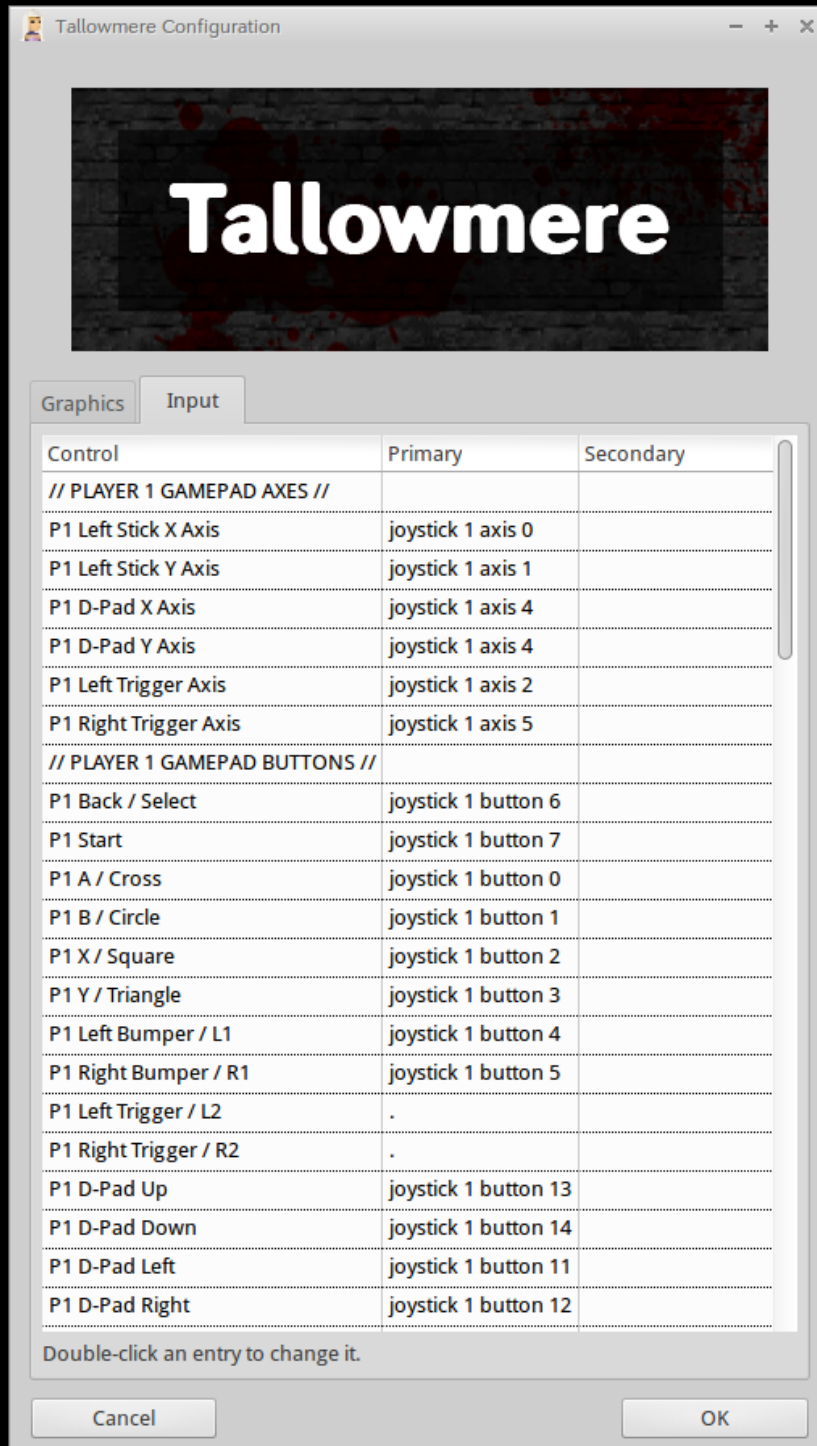 Tallowmere Configuration
Tallowmere
Graphics Input
Control Primary Secondary
// PLAYER 1 GAMEPAD AXES //
P1 Left Stick X Axis joystick 1 axis 0
P1 Left Stick Y Axis joystick 1 axis 1
P1 D-Pad X Axis joystick 1 axis 4
P1 D-Pad Y Axis joystick 1 axis 4
P1 Left Trigger Axis joystick 1 axis 2
P1 Right Trigger Axis joystick 1 axis 5
// PLAYER 1 GAMEPAD BUTTONS //
P1 Back / Select joystick 1 button 6
P1 Start joystick 1 button 7
P1 A / Cross joystick 1 button 0
P1 B / Circle joystick 1 button 1
P1 X / Square joystick 1 button 2
P1 Y / Triangle joystick 1 button 3
P1 Left Bumper / L1 joystick 1 button 4
P1 Right Bumper / R1 joystick 1 button 5
P1 Left Trigger / L2 .
P1 Right Trigger / R2 .
P1 D-Pad Up joystick 1 button 13
P1 D-Pad Down joystick 1 button 14
P1 D-Pad Left joystick 1 button 11
P1 D-Pad Right joystick 1 button 12
Double-click an entry to change it.
Cancel OK